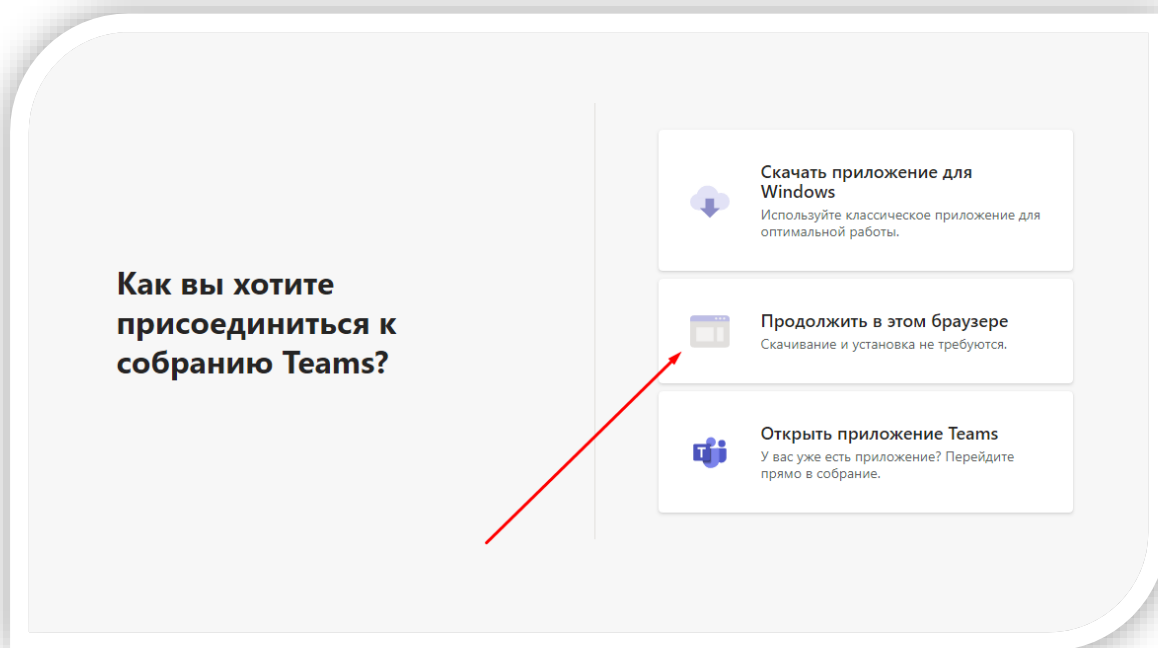 Как вы хотите
присоединиться к
собранию Teams?
Скачать приложение для
Windows
Используйте классическое приложение для
оптимальной работы.
Продолжить в этом браузере
Скачивание и установка не требуются.
Открыть приложение Teams
У вас уже есть приложение? Перейдите
прямо в собрание.